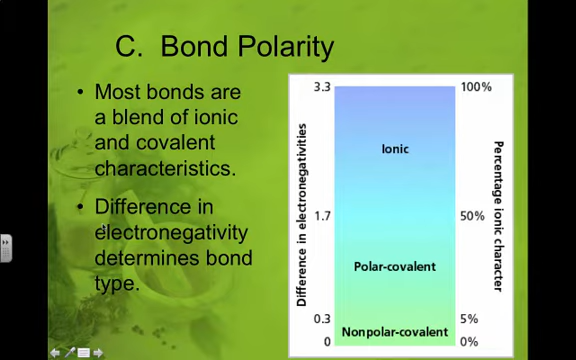 C. Bond Polarity
• Most bonds are
a blend of ionic
and covalent
characteristics.
• Difference in
electronegativity
determines bond
type.
Difference in electronegativities
3.3
1.7
0.3
0
Ionic
Polar-covalent
Nonpolar-covalent
100%
50%
5%
0%
Percentage ionic character